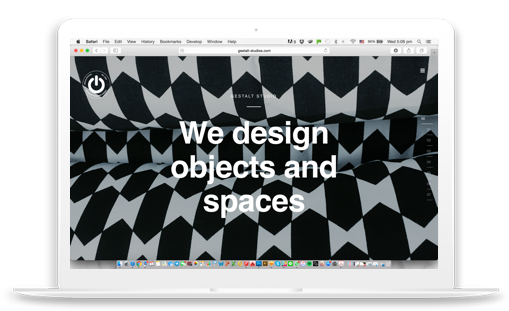 Safari File Edit View History Bookmarks Develop Window Help
Wed 5:08 pm
gestalt-studios.com
GESTALT STUDIO
We design
objects and
spaces